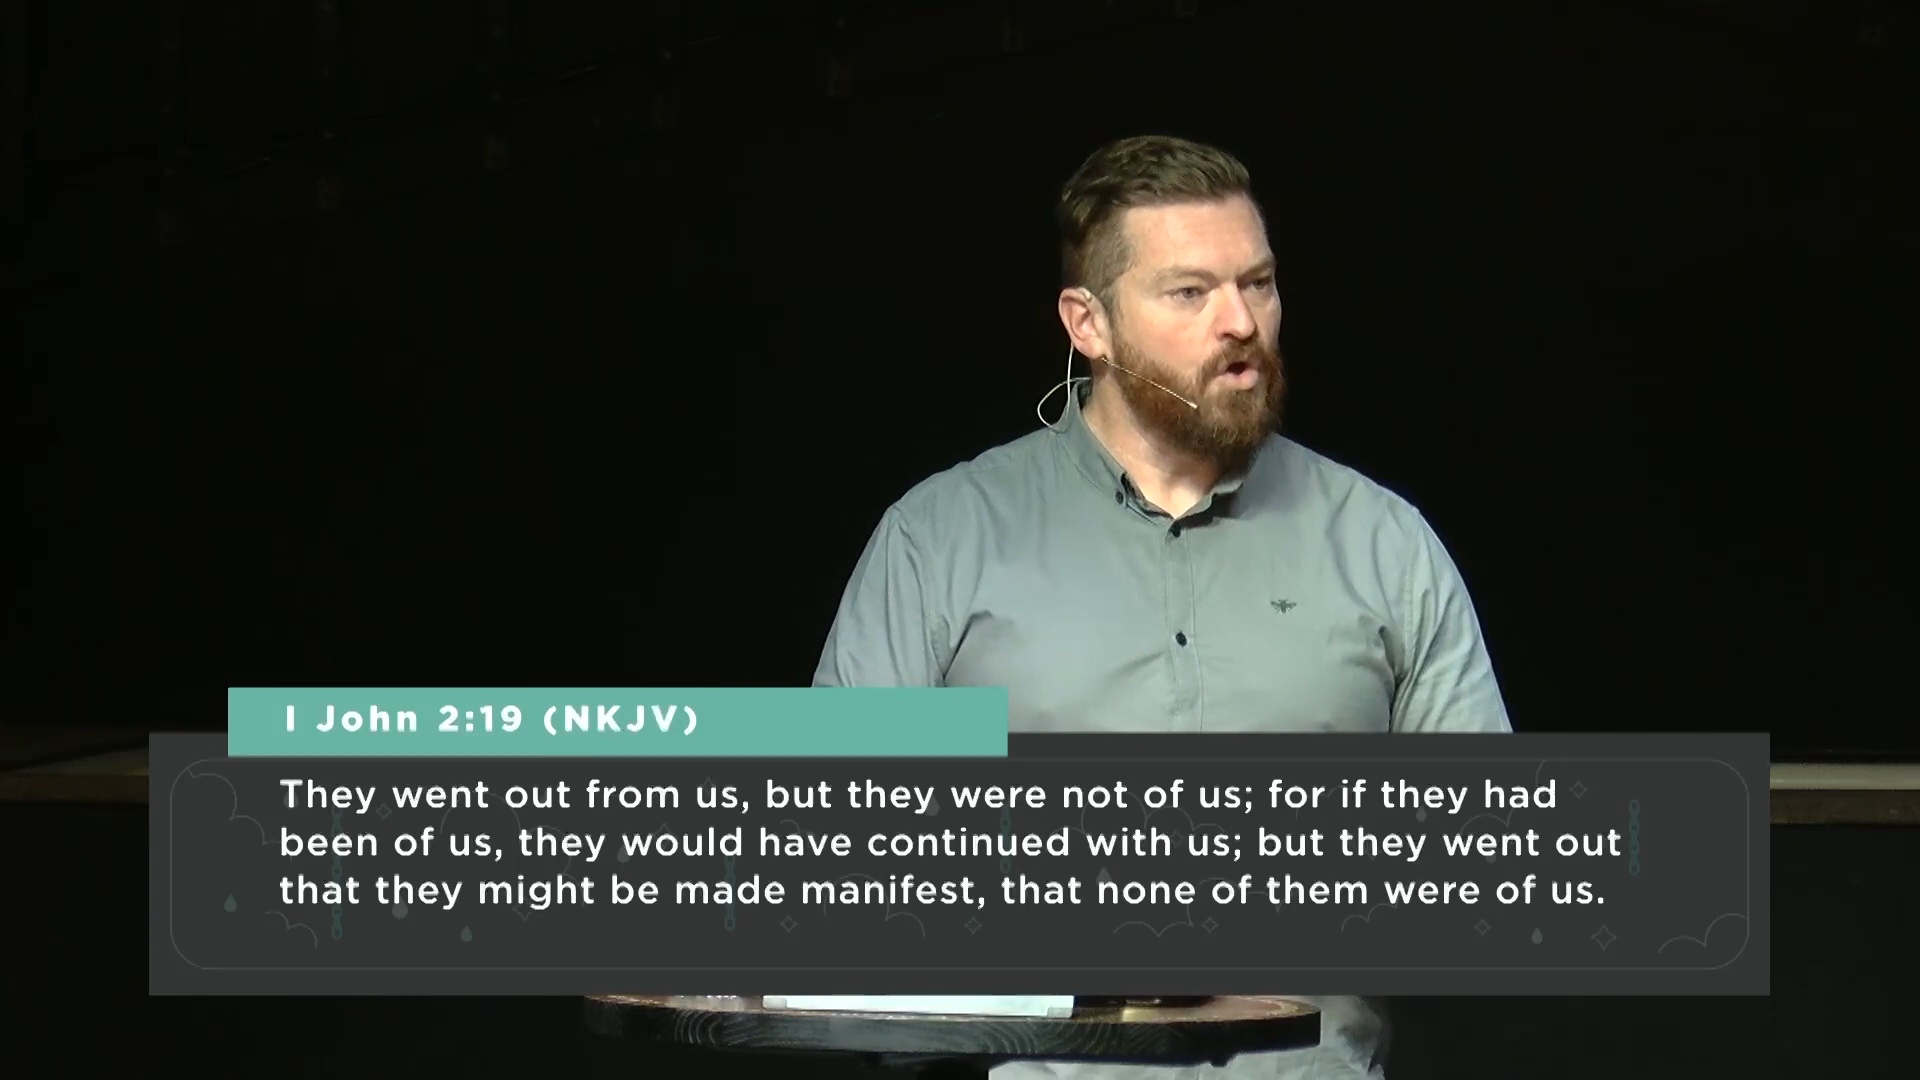 I John 2:19 (NKJV)
They went out from us, but they were not of us; for if they had
been of us, they would have continued with us; but they went out
that they might be made manifest, that none of them were of us.